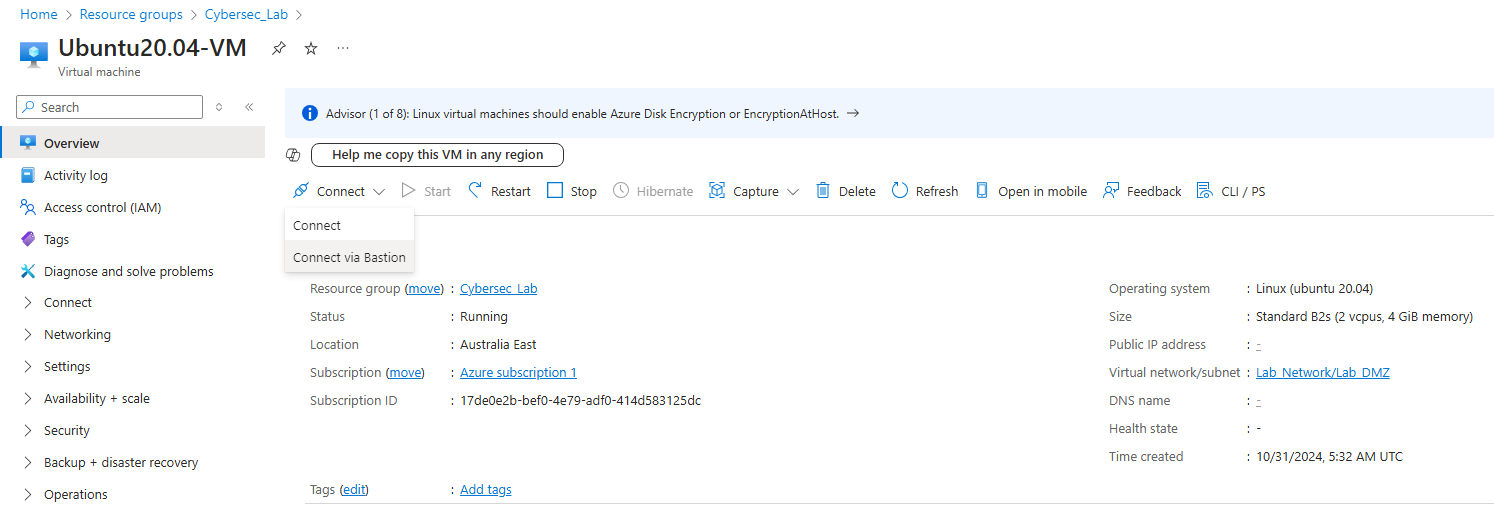 Home > Resource groups > Cybersec_Lab >
Ubuntu20.04-VM
Virtual machine
Search
Overview
Activity log
Access control (IAM)
Tags
Diagnose and solve problems
Connect
Networking
Settings
Availability + scale
Security
Backup + disaster recovery
Operations
Advisor (1 of 8): Linux virtual machines should enable Azure Disk Encryption or EncryptionAtHost. →
Help me copy this VM in any region
Connect Start Restart Stop Hibernate Capture Delete Refresh Open in mobile Feedback CLI / PS
Connect
Connect via Bastion
Resource group (move) : Cybersec_Lab
Status : Running
Location : Australia East
Subscription (move) : Azure subscription 1
Subscription ID : 17de0e2b-bef0-4e79-adf0-414d583125dc
Operating system : Linux (ubuntu 20.04)
Size : Standard B2s (2 vcpus, 4 GiB memory)
Public IP address : -
Virtual network/subnet : Lab_Network/Lab_DMZ
DNS name : -
Health state : -
Time created : 10/31/2024, 5:32 AM UTC
Tags (edit) : Add tags